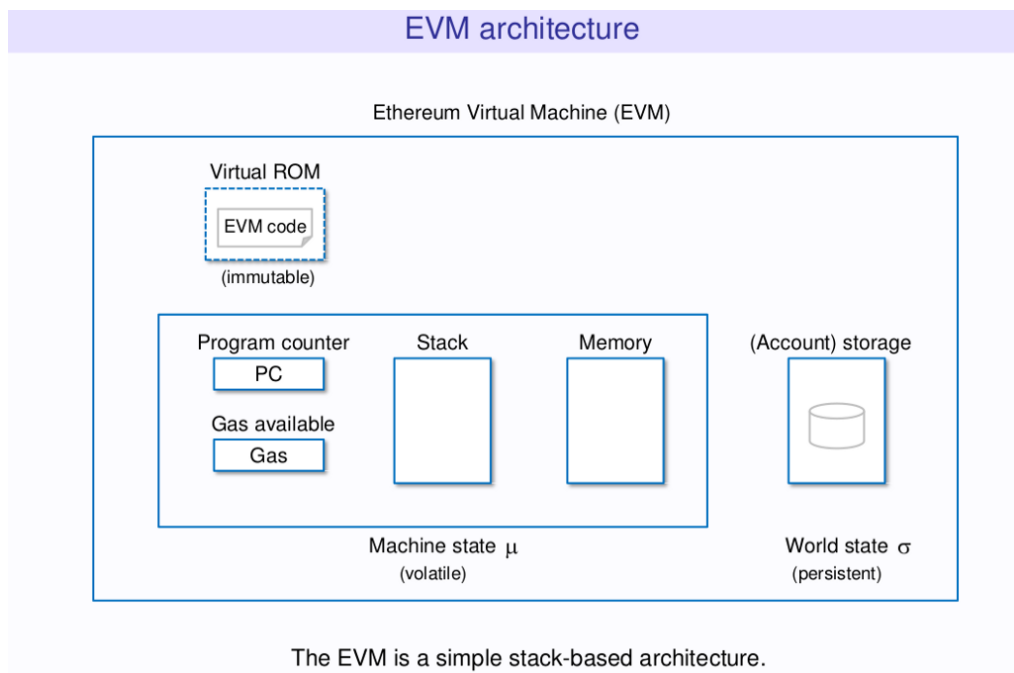 EVM architecture
Ethereum Virtual Machine (EVM)
Virtual ROM
EVM code
(immutable)
Program counter
PC
Gas available
Gas
Stack
Memory
(Account) storage
Machine state μ
(volatile)
World state σ
(persistent)
The EVM is a simple stack-based architecture.